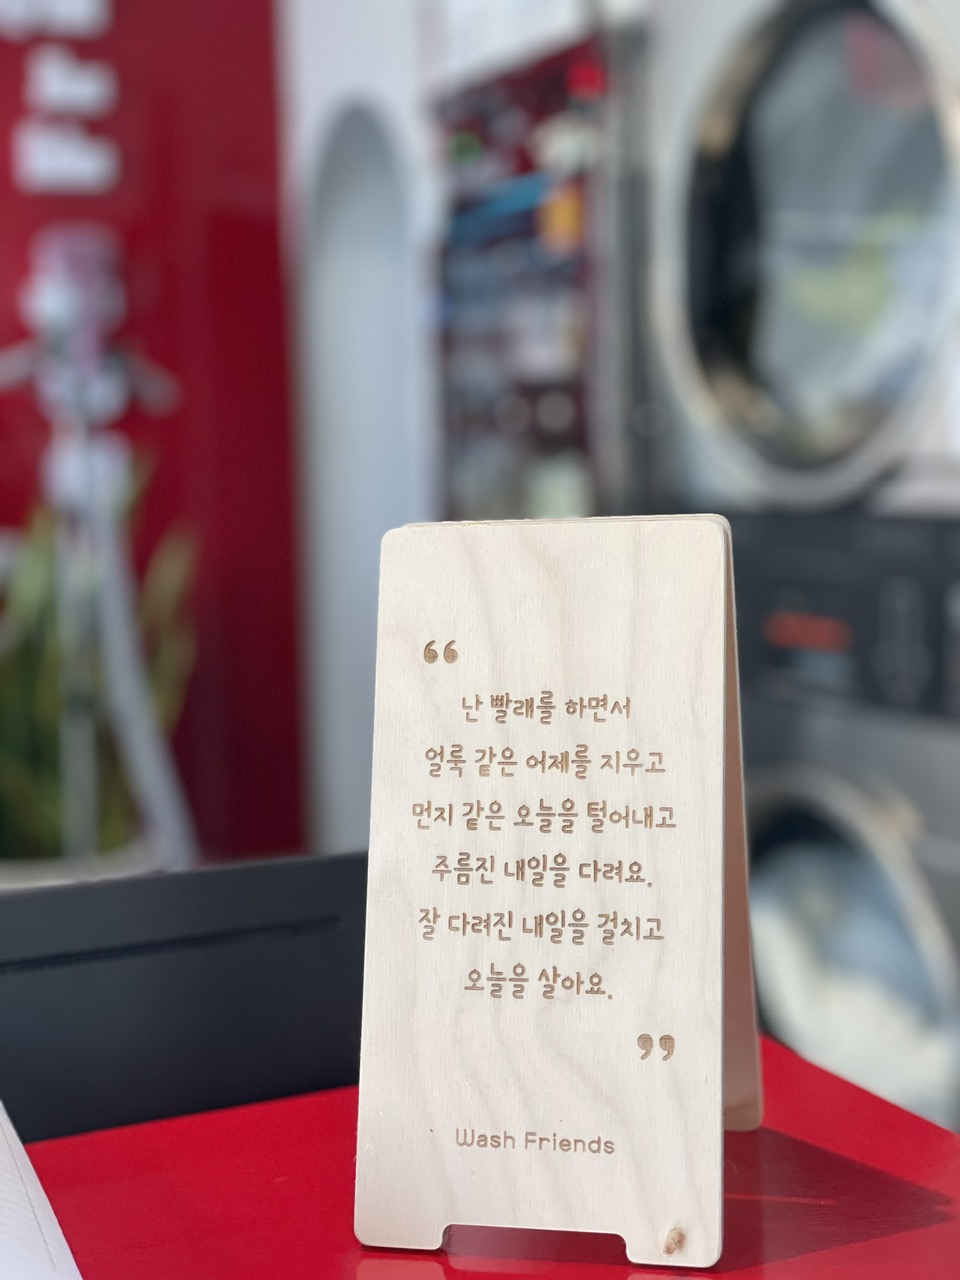 “
난 빨래를 하면서
얼룩 같은 어제를 지우고
먼지 같은 오늘을 털어내고
주름진 내일을 다려요.
잘 다려진 내일을 걸치고
오늘을 살아요.
”
Wash Friends